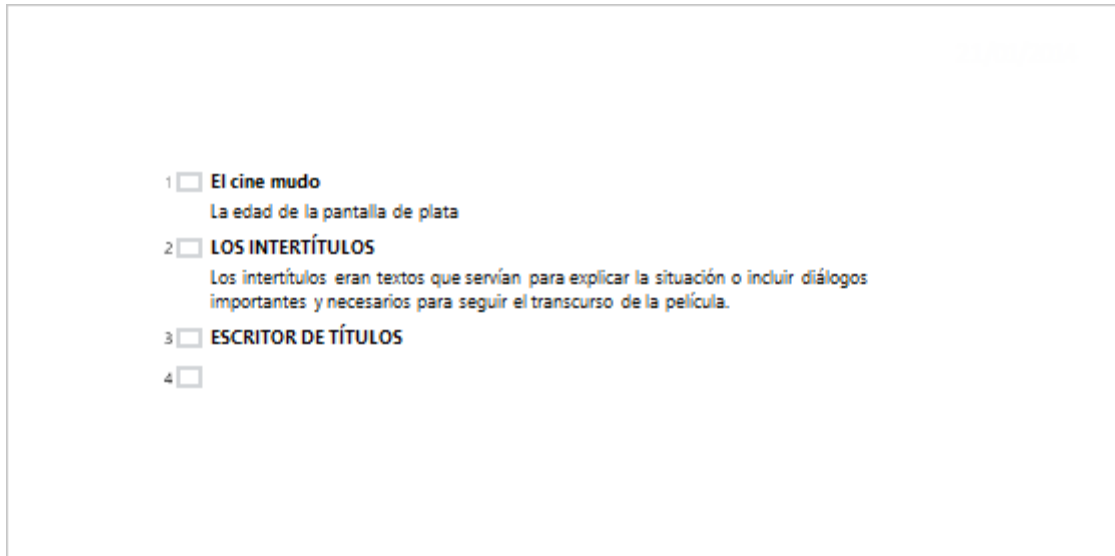 1 El cine mudo
La edad de la pantalla de plata
2 LOS INTERTÍTULOS
Los intertítulos eran textos que servían para explicar la situación o incluir diálogos
importantes y necesarios para seguir el transcurso de la película.
3 ESCRITOR DE TÍTULOS
4